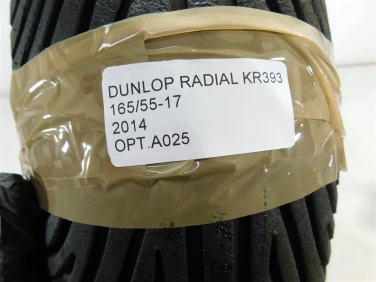 DUNLOP RADIAL KR393
165/55-17
2014
OPT.A025